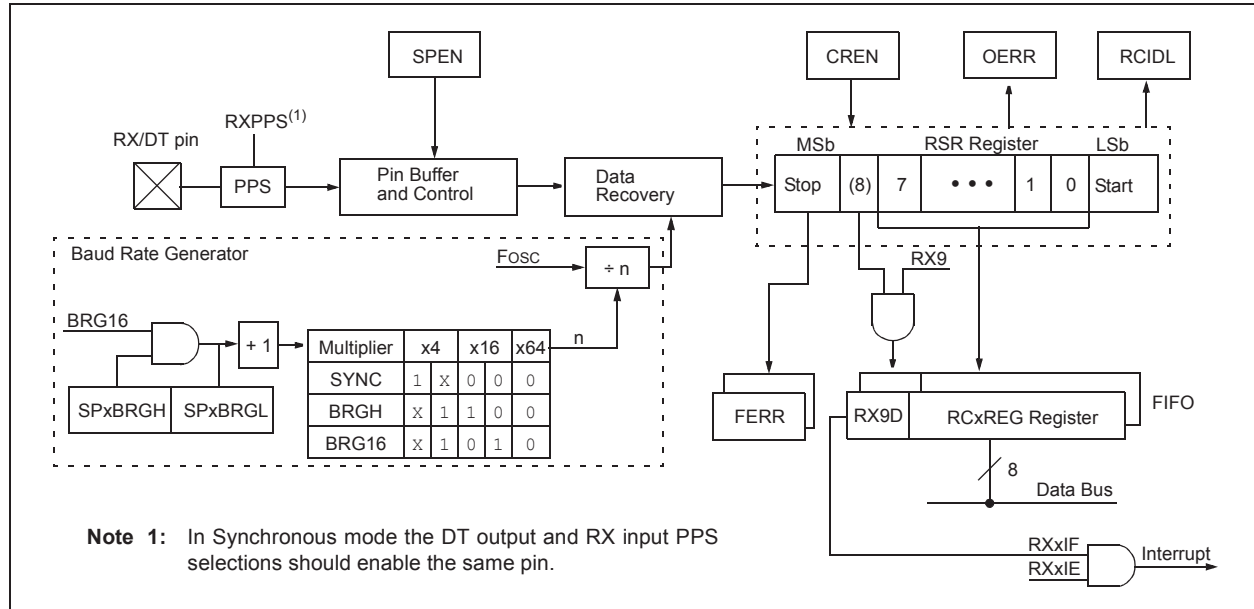 SPEN
CREN
OERR
RCIDL
RXPPS(1)
RX/DT pin
PPS
Pin Buffer
and Control
Data
Recovery
MSb
RSR Register
LSb
Stop (8) 7 • • • 1 0 Start
Baud Rate Generator
FOSC
÷ n
RX9
BRG16
+ 1
n
Multiplier x4 x16 x64
SYNC 1 X 0 0 0
BRGH X 1 1 0 0
BRG16 X 1 0 1 0
SPxBRGH SPxBRGL
FERR
RX9D
RCxREG Register
FIFO
8
Data Bus
RXxIF
RXxIE
Interrupt
Note 1: In Synchronous mode the DT output and RX input PPS
selections should enable the same pin.